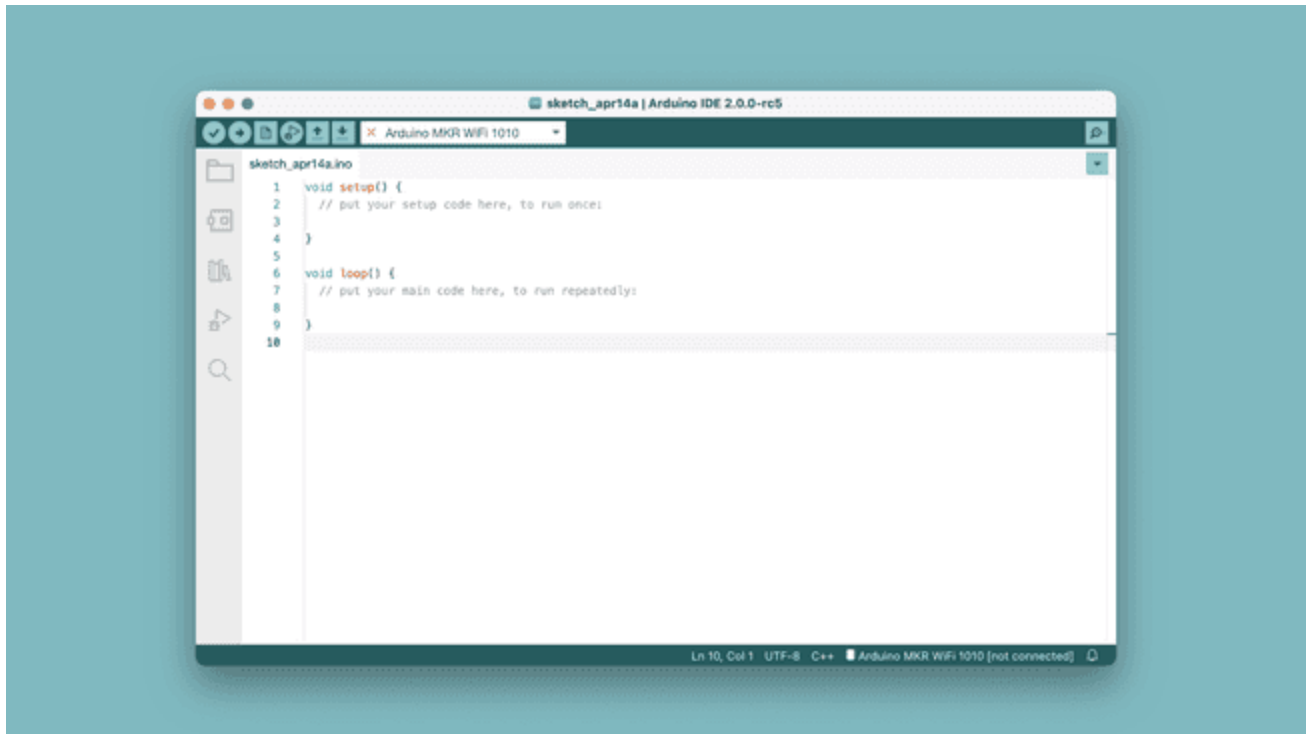 sketch_apr14a | Arduino IDE 2.0.0-rc5
Arduino MKR WiFi 1010
sketch_apr14a.ino
1 void setup() {
2 // put your setup code here, to run once:
3
4 }
5
6 void loop() {
7 // put your main code here, to run repeatedly:
8
9 }
10
Ln 10, Col 1 UTF-8 C++ Arduino MKR WiFi 1010 [not connected]